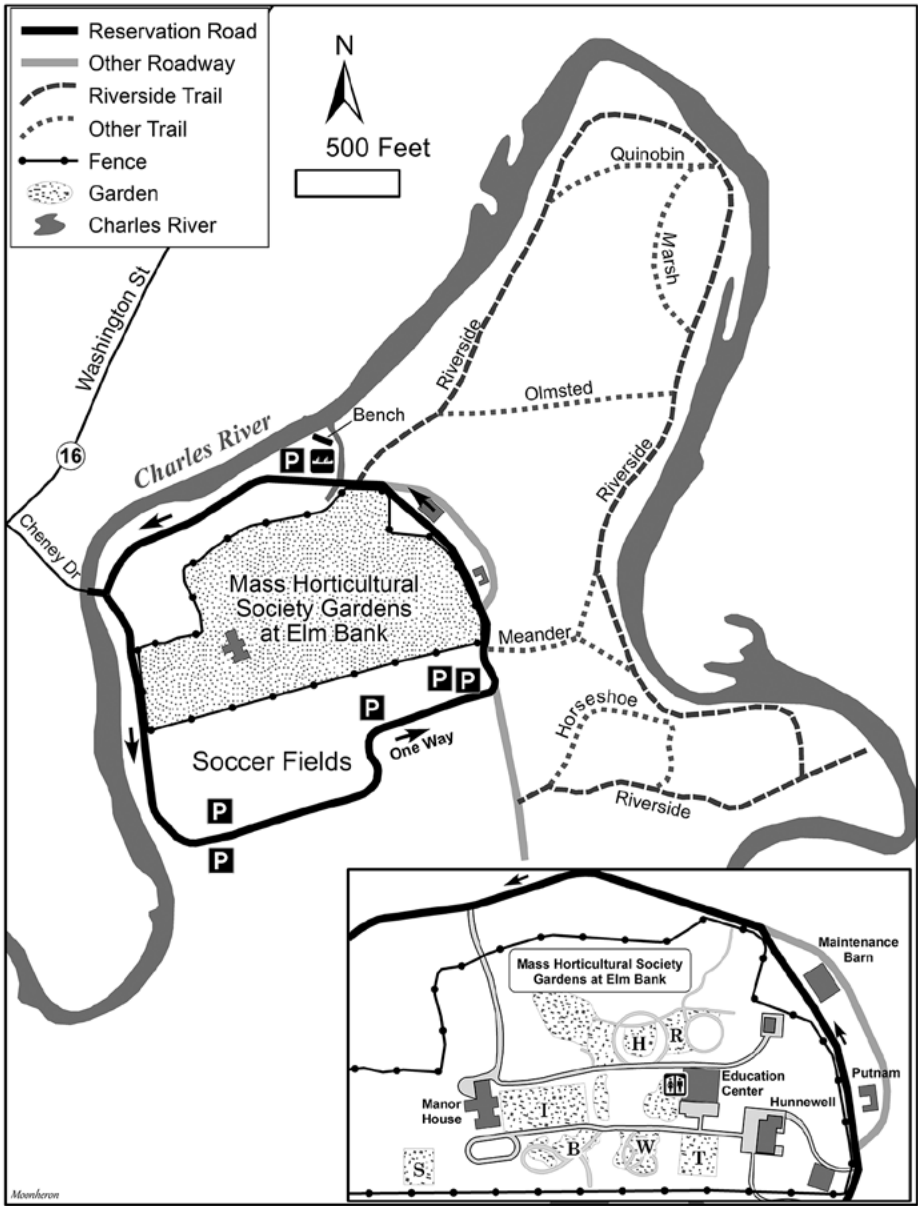 Reservation Road
Other Roadway
Riverside Trail
Other Trail
Fence
Garden
Charles River
N
500 Feet
Washington St
16
Cheney Dr
Charles River
Bench
P
Quinobin
Marsh
Riverside
Olmsted
Riverside
Mass Horticultural
Society Gardens
at Elm Bank
Meander
P P
P
One Way
Soccer Fields
Horseshoe
Riverside
P
P
Mass Horticultural Society
Gardens at Elm Bank
Maintenance
Barn
H
R
Education
Center
Putnam
Hunnewell
Manor
House
I
B
W
T
S
Moonheron